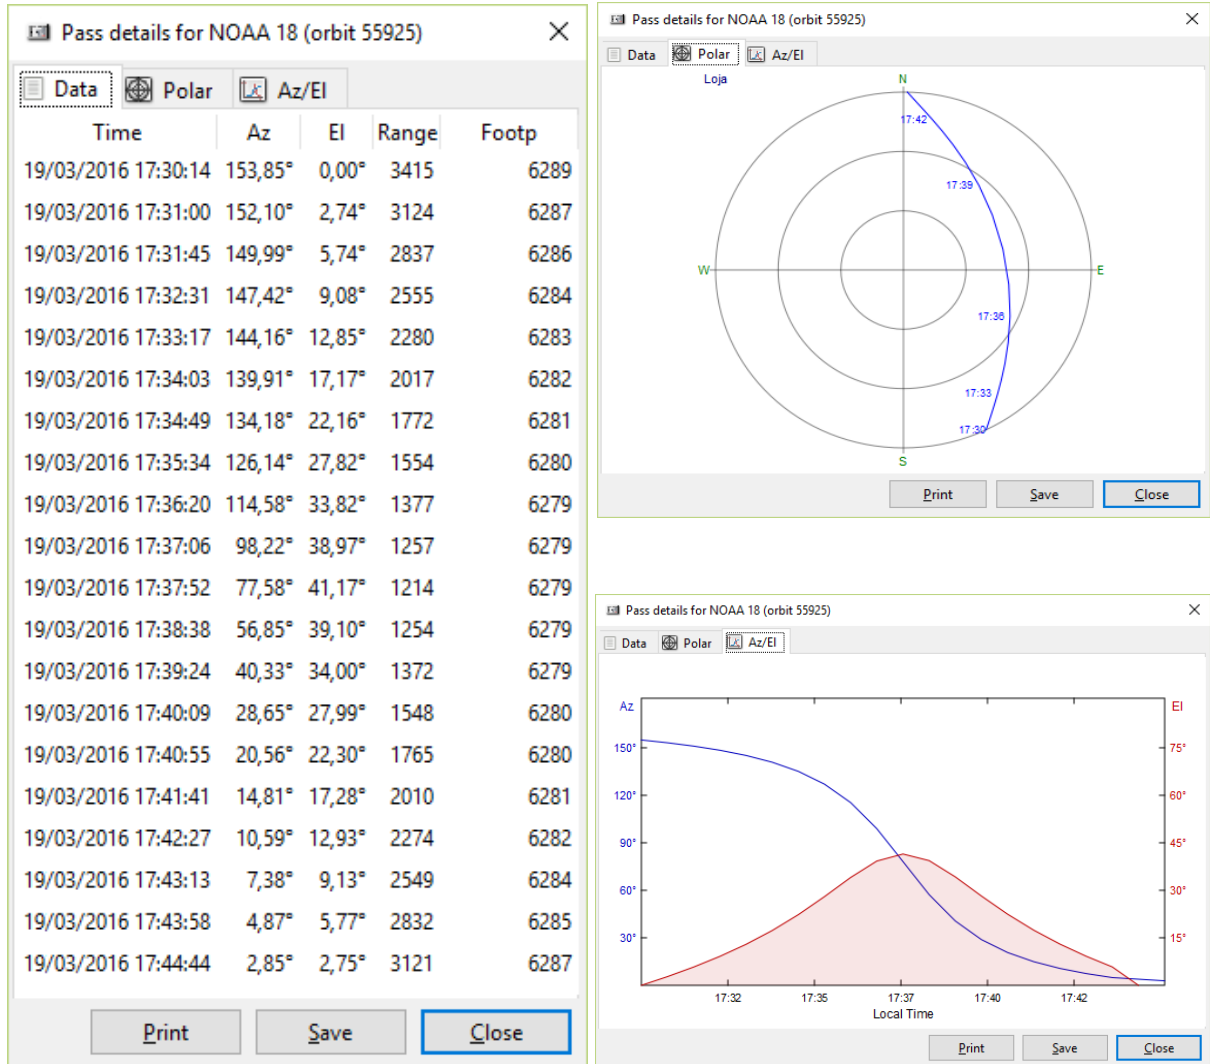 Pass details for NOAA 18 (orbit 55925)
Data Polar Az/El
Time Az El Range Footp
19/03/2016 17:30:14 153,85° 0,00° 3415 6289
19/03/2016 17:31:00 152,10° 2,74° 3124 6287
19/03/2016 17:31:45 149,99° 5,74° 2837 6286
19/03/2016 17:32:31 147,42° 9,08° 2555 6284
19/03/2016 17:33:17 144,16° 12,85° 2280 6283
19/03/2016 17:34:03 139,91° 17,17° 2017 6282
19/03/2016 17:34:49 134,18° 22,16° 1772 6281
19/03/2016 17:35:34 126,14° 27,82° 1554 6280
19/03/2016 17:36:20 114,58° 33,82° 1377 6279
19/03/2016 17:37:06 98,22° 38,97° 1257 6279
19/03/2016 17:37:52 77,58° 41,17° 1214 6279
19/03/2016 17:38:38 56,85° 39,10° 1254 6279
19/03/2016 17:39:24 40,33° 34,00° 1372 6279
19/03/2016 17:40:09 28,65° 27,99° 1548 6280
19/03/2016 17:40:55 20,56° 22,30° 1765 6280
19/03/2016 17:41:41 14,81° 17,28° 2010 6281
19/03/2016 17:42:27 10,59° 12,93° 2274 6282
19/03/2016 17:43:13 7,38° 9,13° 2549 6284
19/03/2016 17:43:58 4,87° 5,77° 2832 6285
19/03/2016 17:44:44 2,85° 2,75° 3121 6287
Print Save Close
Pass details for NOAA 18 (orbit 55925)
Data Polar Az/El
Loja
N
17:42
17:39
W E
17:36
17:33
17:30
S
Print Save Close
Pass details for NOAA 18 (orbit 55925)
Data Polar Az/El
Az El
150° 75°
120° 60°
90° 45°
60° 30°
30° 15°
17:32 17:35 17:37 17:40 17:42
Local Time
Print Save Close